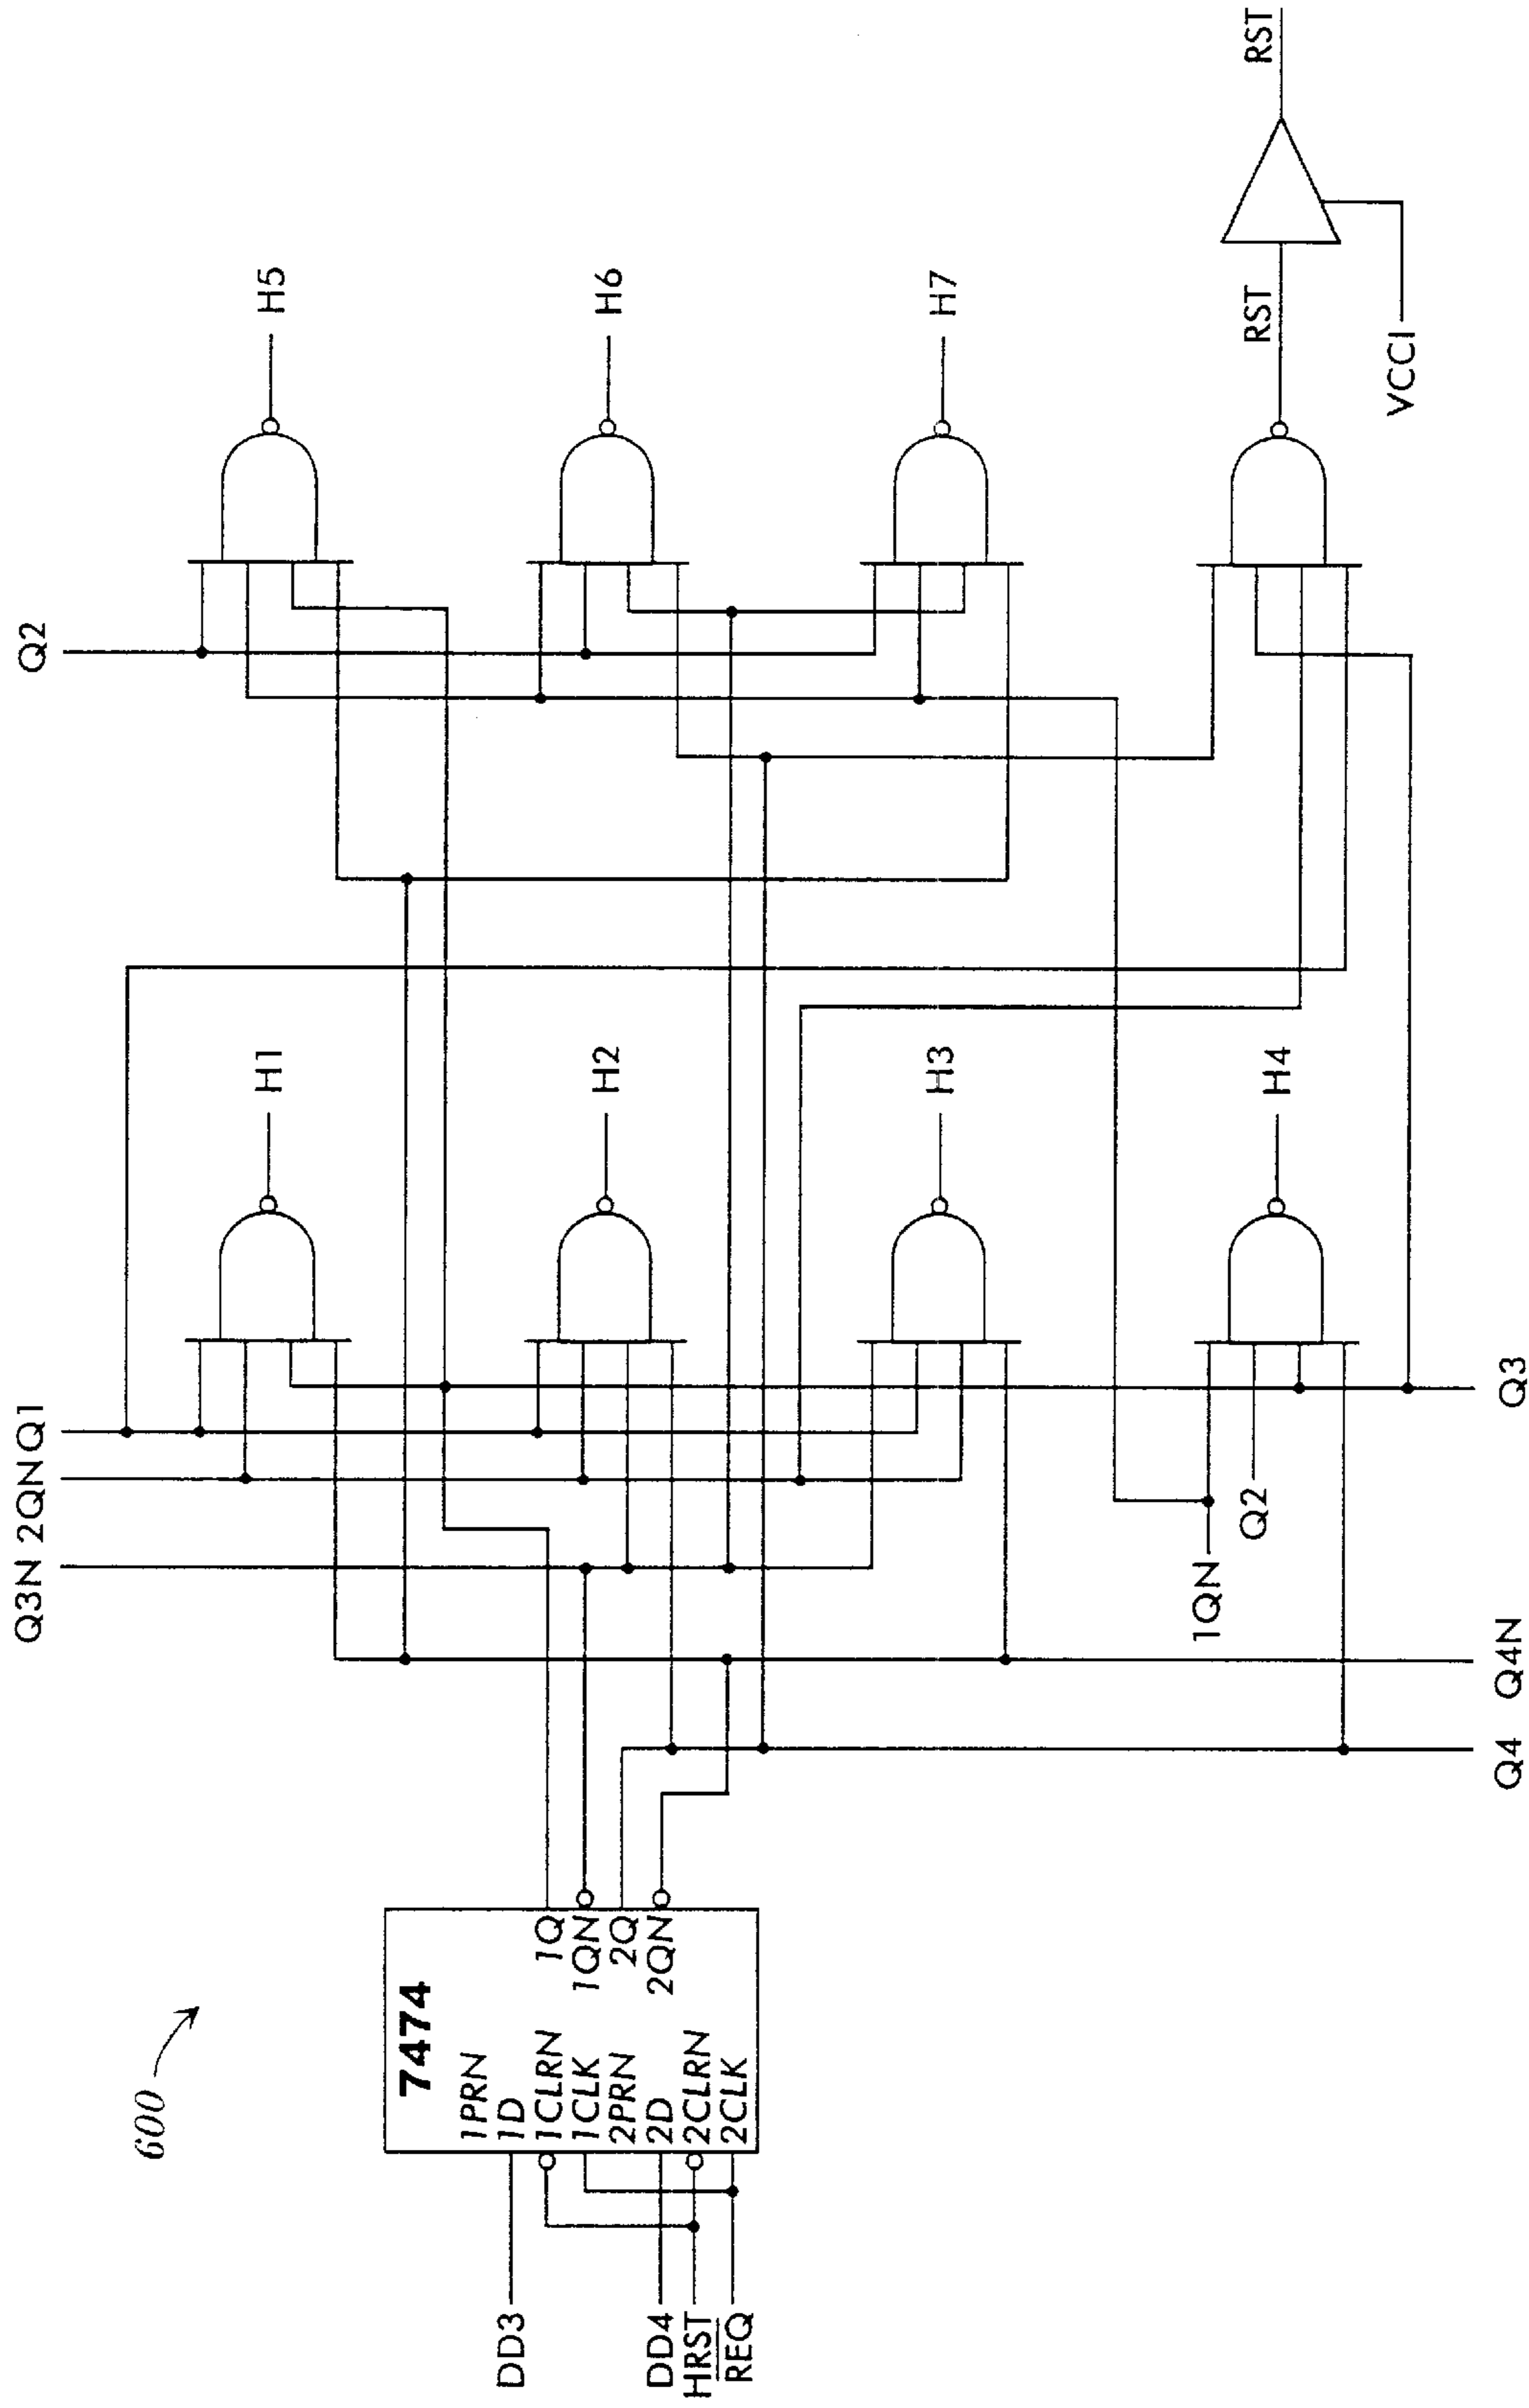 Q3N 2QN Q1
Q2
600
H1
H5
7474
1PRN
1D
1CLRN
1CLK
2PRN
2D
2CLRN
2CLK
1Q
1QN
2Q
2QN
DD3
DD4
HRST
R̅E̅Q̅
H2
H6
H3
H7
1QN
Q2
H4
RST
RST
VCCI
Q4
Q4N
Q3